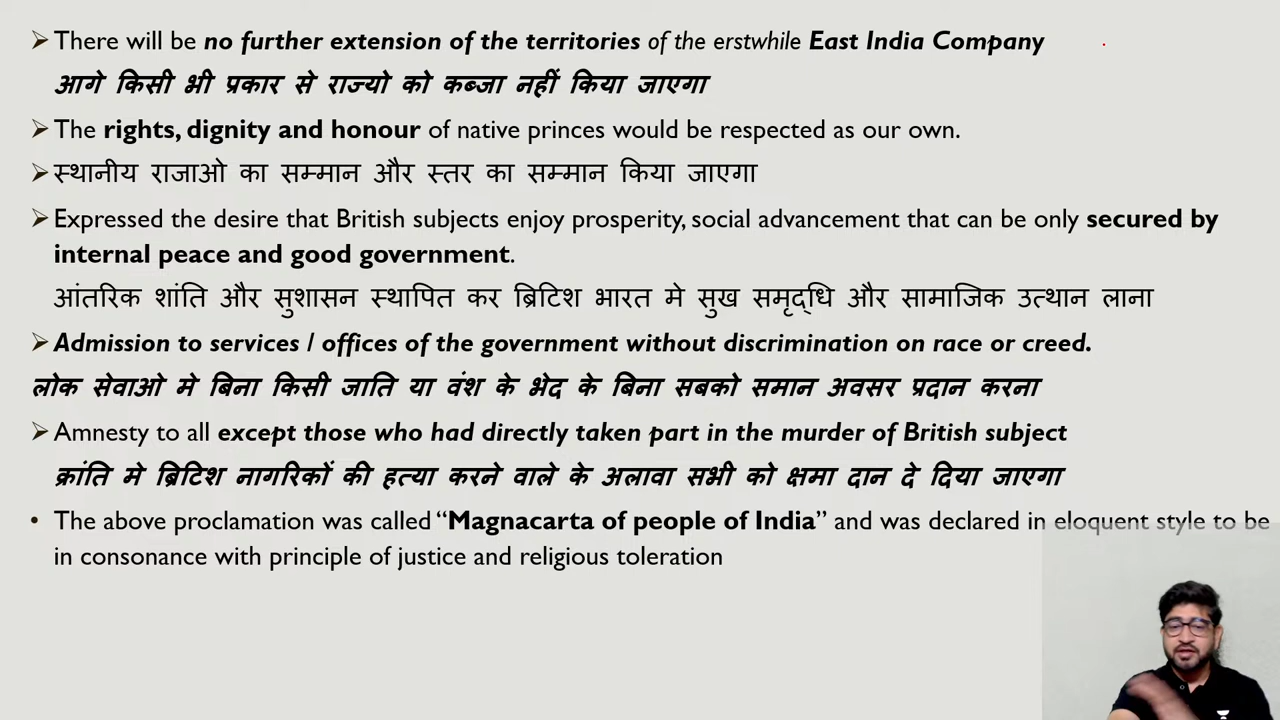 There will be no further extension of the territories of the erstwhile East India Company
आगे किसी भी प्रकार से राज्यो को कब्जा नहीं किया जाएगा
The rights, dignity and honour of native princes would be respected as our own.
स्थानीय राजाओ का सम्मान और स्तर का सम्मान किया जाएगा
Expressed the desire that British subjects enjoy prosperity, social advancement that can be only secured by
internal peace and good government.
आंतरिक शांति और सुशासन स्थापित कर ब्रिटिश भारत मे सुख समृद्धि और सामाजिक उत्थान लाना
Admission to services / offices of the government without discrimination on race or creed.
लोक सेवाओ मे बिना किसी जाति या वंश के भेद के बिना सबको समान अवसर प्रदान करना
Amnesty to all except those who had directly taken part in the murder of British subject
क्रांति मे ब्रिटिश नागरिकों की हत्या करने वाले के अलावा सभी को क्षमा दान दे दिया जाएगा
The above proclamation was called “Magnacarta of people of India” and was declared in eloquent style to be
in consonance with principle of justice and religious toleration